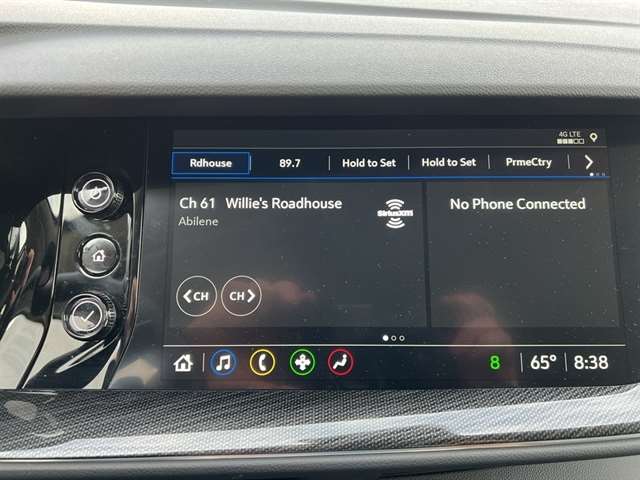 4G LTE
Rdhouse 89.7 Hold to Set Hold to Set PrmeCtry
Ch 61 Willie's Roadhouse
Abilene
SiriusXM
No Phone Connected
CH CH
8 65° 8:38